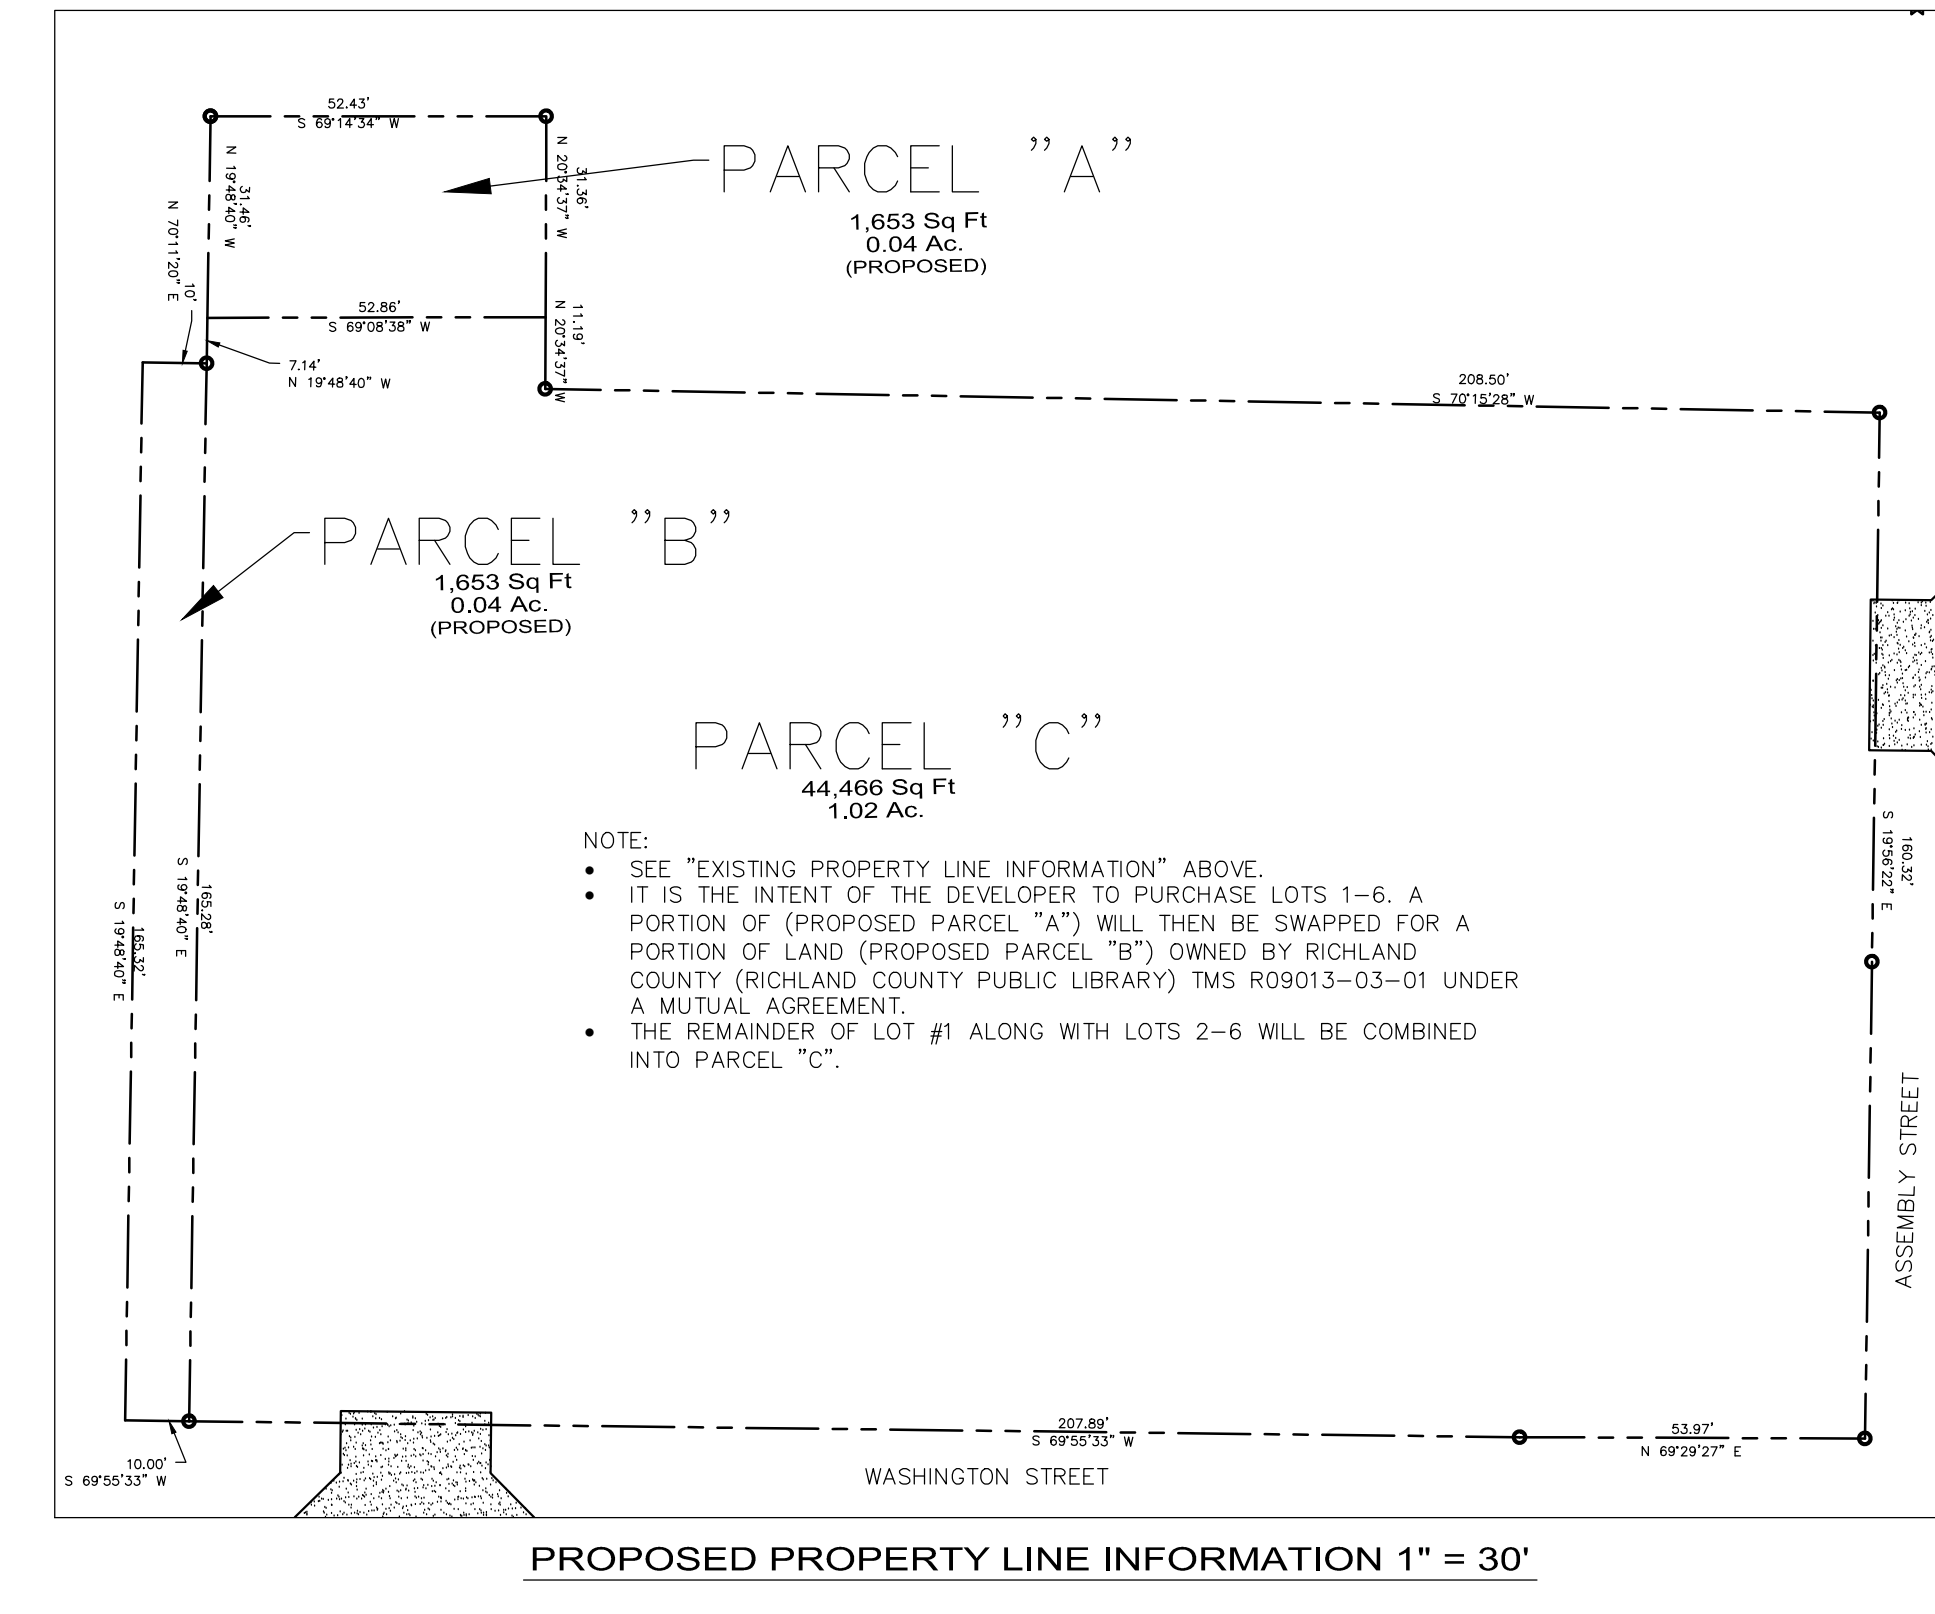 52.43'
S 69°14'34" W
N 19°48'40" W
31.46'
N 70°11'20" E
10'
N 20°34'37" W
31.36'
PARCEL "A"
1,653 Sq Ft
0.04 Ac.
(PROPOSED)
52.86'
S 69°08'38" W
7.14'
N 19°48'40" W
11.19'
N 20°34'37" W
208.50'
S 70°15'28" W
PARCEL "B"
1,653 Sq Ft
0.04 Ac.
(PROPOSED)
PARCEL "C"
44,466 Sq Ft
1.02 Ac.
NOTE:
• SEE "EXISTING PROPERTY LINE INFORMATION" ABOVE.
• IT IS THE INTENT OF THE DEVELOPER TO PURCHASE LOTS 1-6. A
PORTION OF (PROPOSED PARCEL "A") WILL THEN BE SWAPPED FOR A
PORTION OF LAND (PROPOSED PARCEL "B") OWNED BY RICHLAND
COUNTY (RICHLAND COUNTY PUBLIC LIBRARY) TMS R09013-03-01 UNDER
A MUTUAL AGREEMENT.
• THE REMAINDER OF LOT #1 ALONG WITH LOTS 2-6 WILL BE COMBINED
INTO PARCEL "C".
165.28'
S 19°48'40" E
165.32'
S 19°48'40" E
160.32'
S 19°56'22" E
ASSEMBLY STREET
10.00'
S 69°55'33" W
207.89'
S 69°55'33" W
53.97'
N 69°29'27" E
WASHINGTON STREET
PROPOSED PROPERTY LINE INFORMATION 1" = 30'